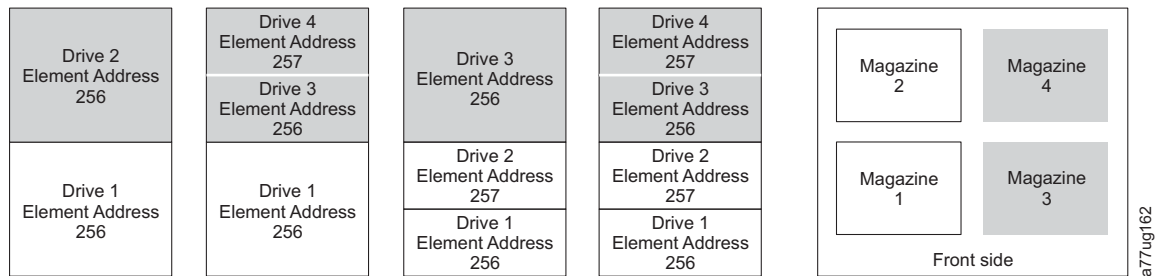 Drive 2
Element Address
256
Drive 1
Element Address
256
Drive 4
Element Address
257
Drive 3
Element Address
256
Drive 1
Element Address
256
Drive 3
Element Address
256
Drive 2
Element Address
257
Drive 1
Element Address
256
Drive 4
Element Address
257
Drive 3
Element Address
256
Drive 2
Element Address
257
Drive 1
Element Address
256
Magazine
2
Magazine
4
Magazine
1
Magazine
3
Front side
a77ug162